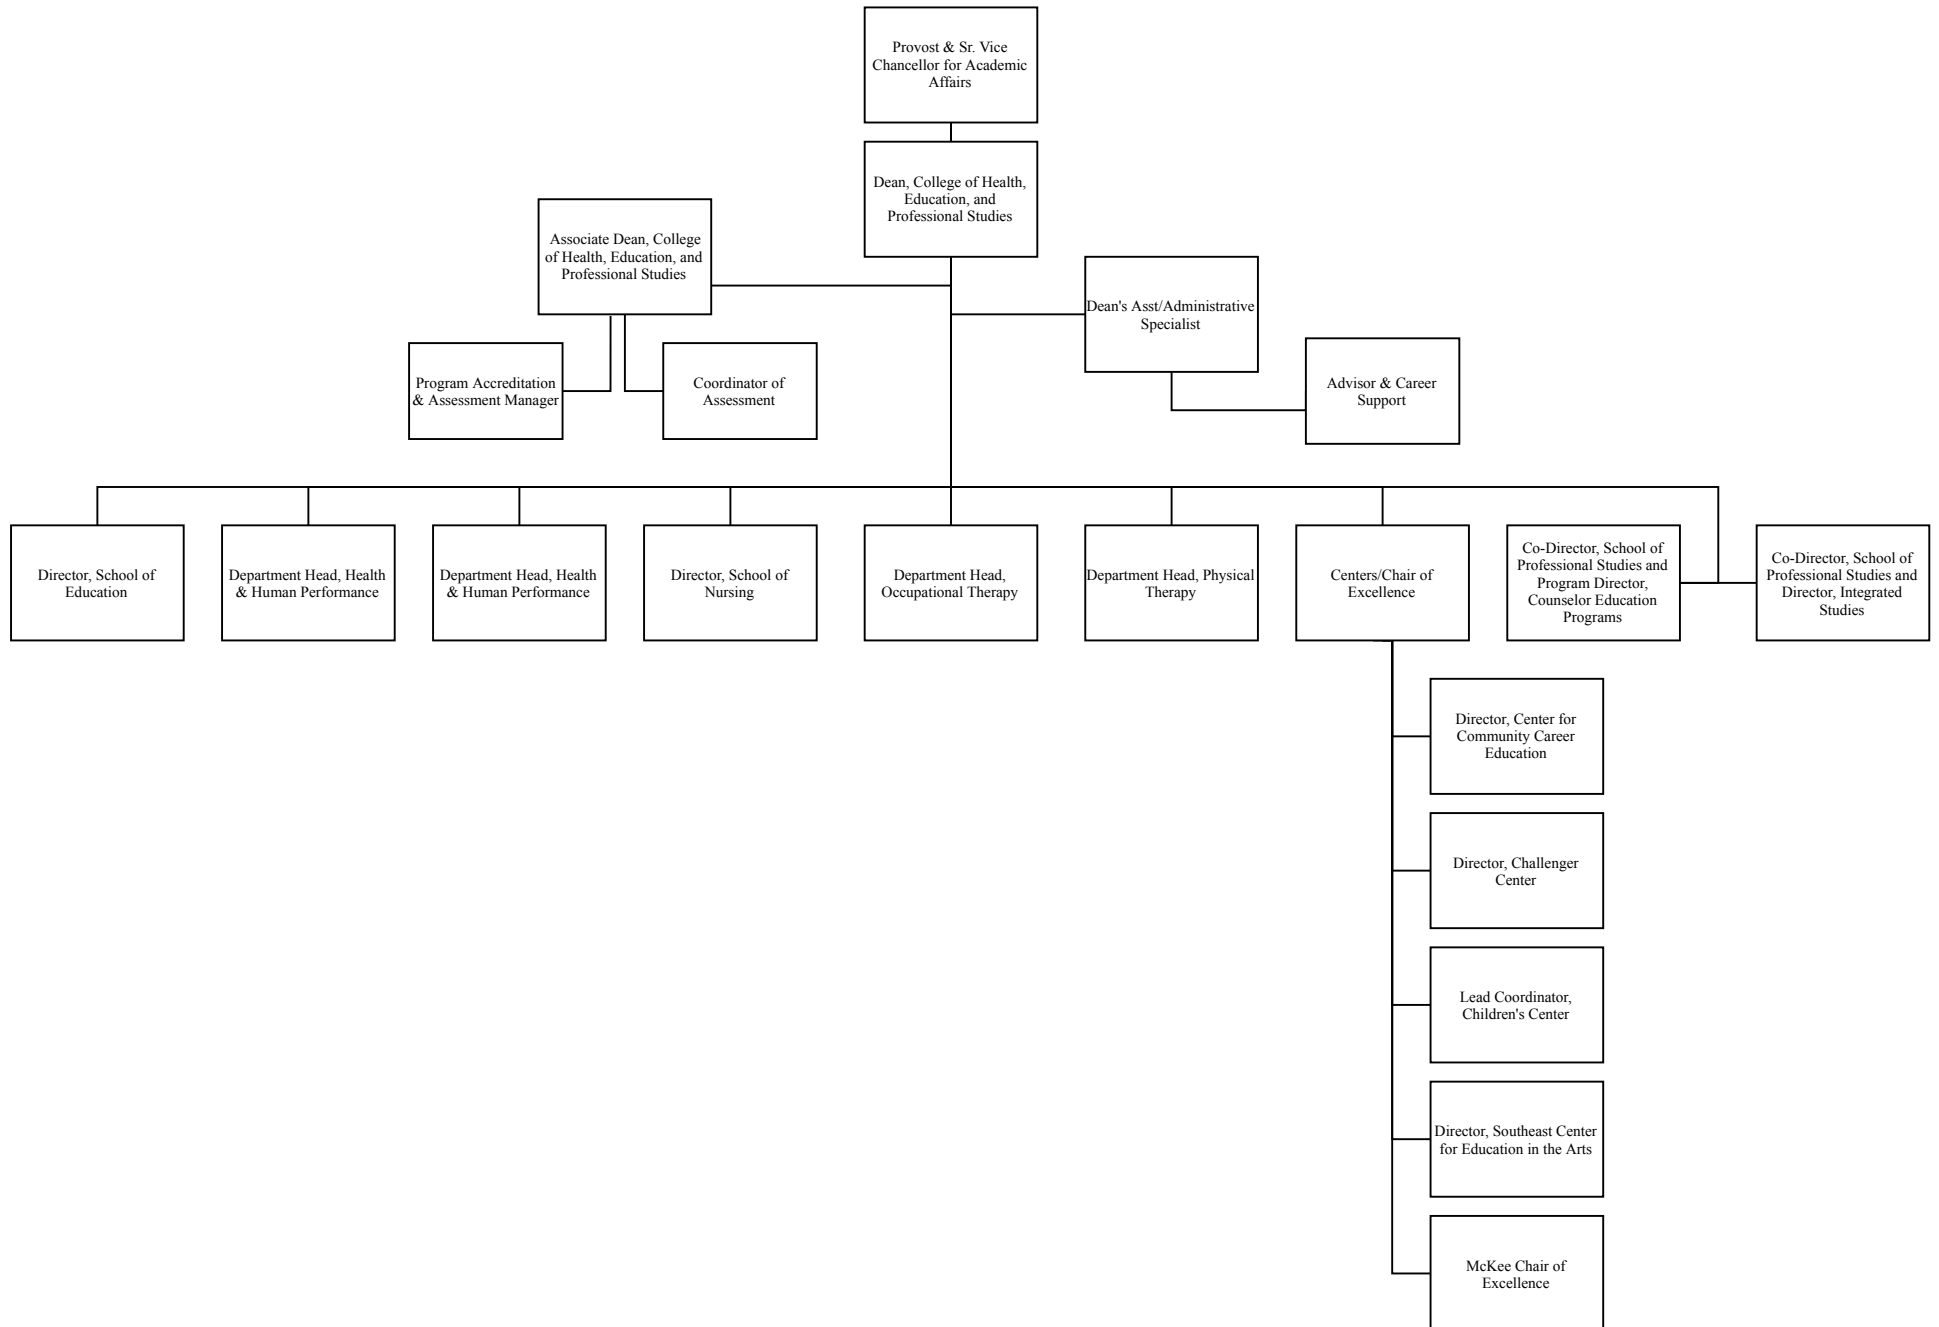 Provost & Sr. Vice
Chancellor for Academic
Affairs
Dean, College of Health,
Education, and
Professional Studies
Associate Dean, College
of Health, Education, and
Professional Studies
Dean's Asst/Administrative
Specialist
Program Accreditation
& Assessment Manager
Coordinator of
Assessment
Advisor & Career
Support
Director, School of
Education
Department Head, Health
& Human Performance
Department Head, Health
& Human Performance
Director, School of
Nursing
Department Head,
Occupational Therapy
Department Head, Physical
Therapy
Centers/Chair of
Excellence
Co-Director, School of
Professional Studies and
Program Director,
Counselor Education
Programs
Co-Director, School of
Professional Studies and
Director, Integrated
Studies
Director, Center for
Community Career
Education
Director, Challenger
Center
Lead Coordinator,
Children's Center
Director, Southeast Center
for Education in the Arts
McKee Chair of
Excellence